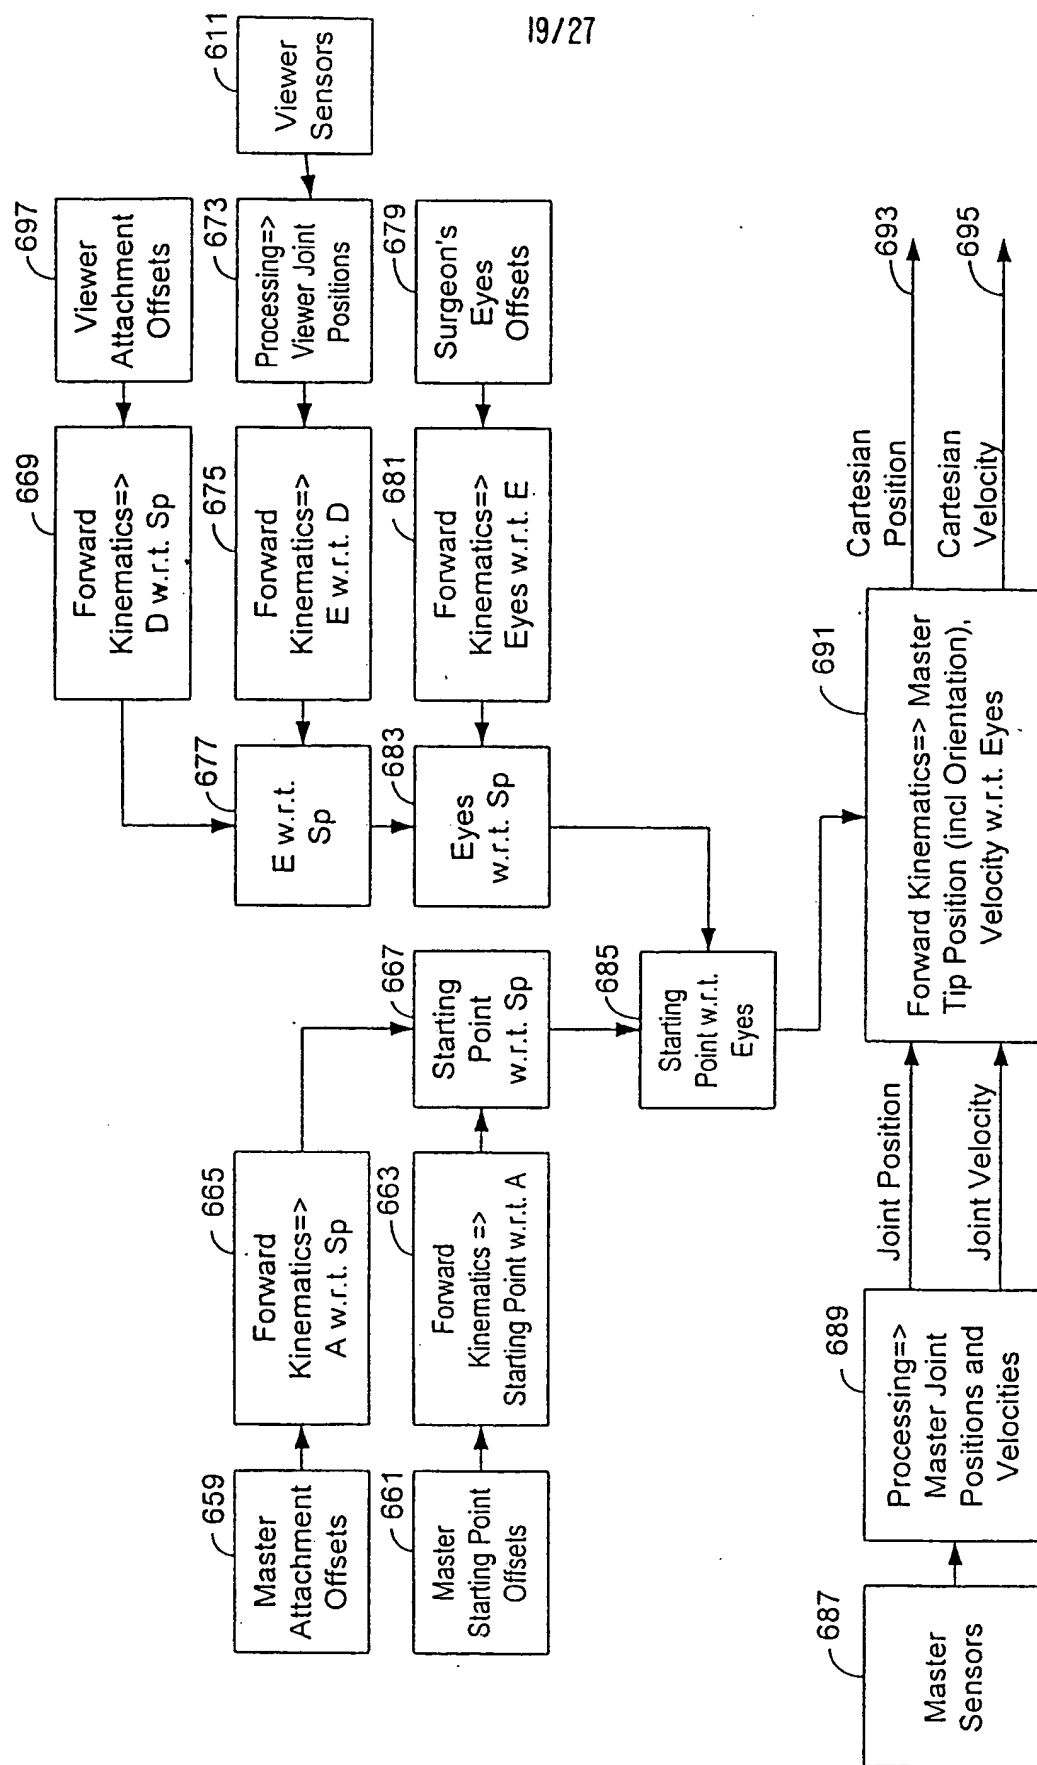 19/27
697
Viewer
Attachment
Offsets
669
Forward
Kinematics=>
D w.r.t. Sp
611
Viewer
Sensors
673
Processing=>
Viewer Joint
Positions
675
Forward
Kinematics=>
E w.r.t. D
677
E w.r.t.
Sp
679
Surgeon's
Eyes
Offsets
681
Forward
Kinematics=>
Eyes w.r.t. E
683
Eyes
w.r.t. Sp
659
Master
Attachment
Offsets
665
Forward
Kinematics=>
A w.r.t. Sp
661
Master
Starting Point
Offsets
663
Forward
Kinematics =>
Starting Point w.r.t. A
667
Starting
Point
w.r.t. Sp
685
Starting
Point w.r.t.
Eyes
687
Master
Sensors
689
Processing=>
Master Joint
Positions and
Velocities
Joint Position
Joint Velocity
691
Forward Kinematics=> Master
Tip Position (incl Orientation),
Velocity w.r.t. Eyes
Cartesian
Position
693
Cartesian
Velocity
695